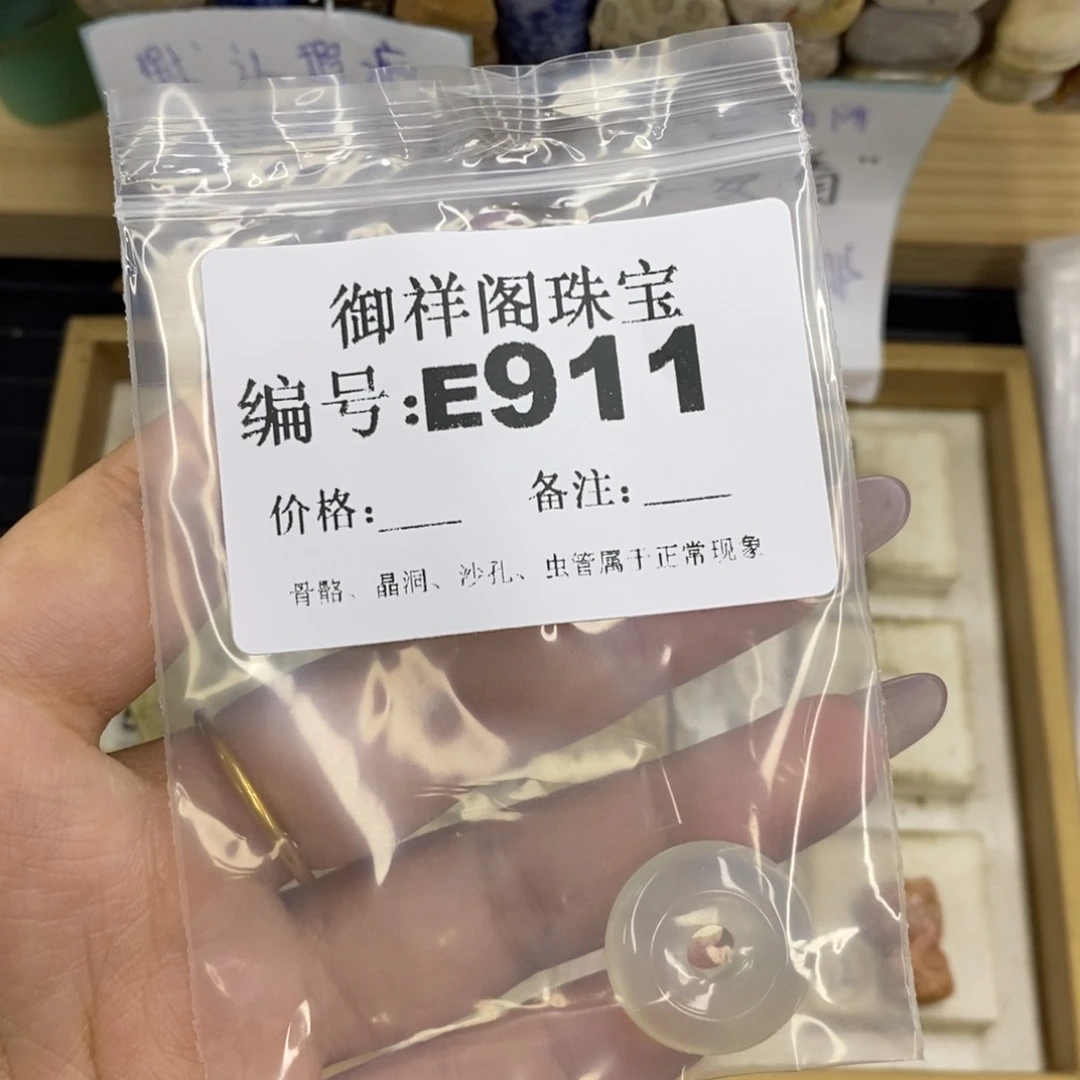 御祥阁珠宝
编号:E911
价格:____ 备注:____
骨骼、晶洞、沙孔、虫管属于正常现象